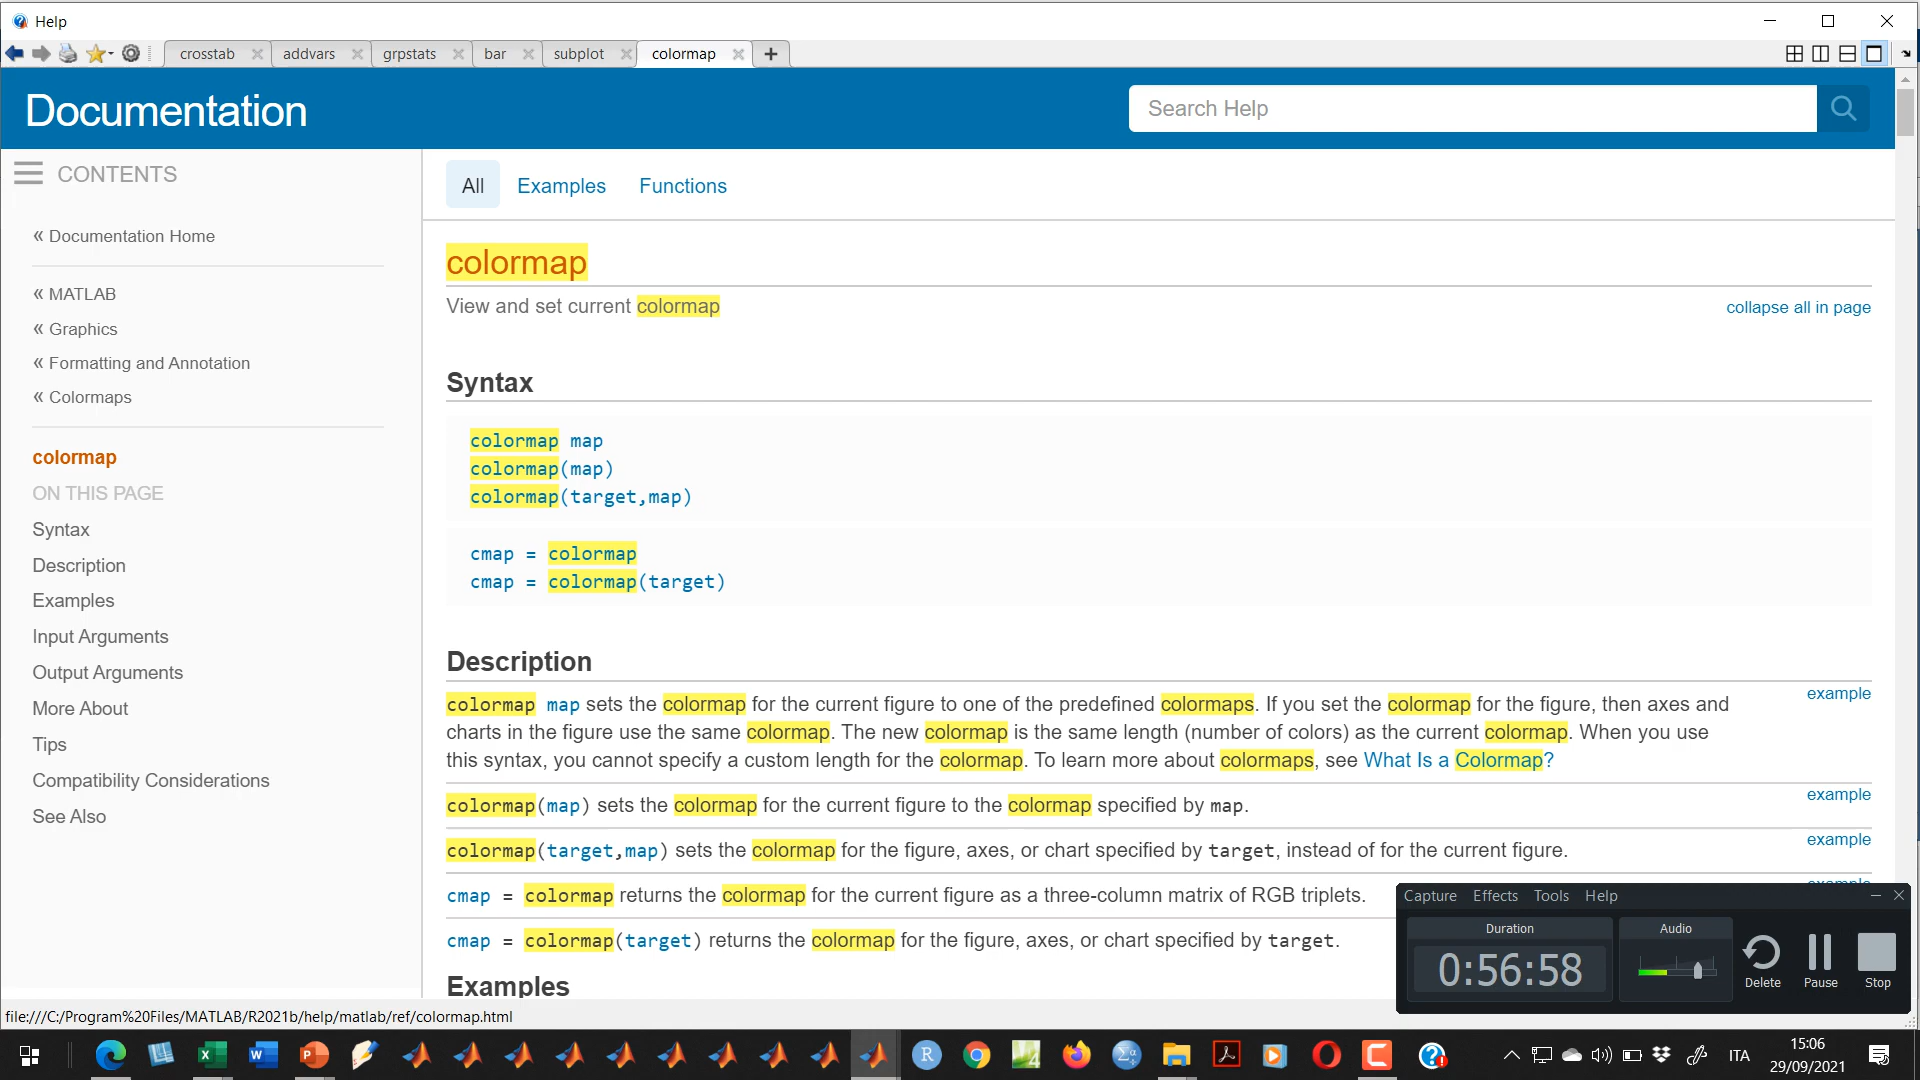 Help
crosstab addvars grpstats bar subplot colormap
Documentation
Search Help
CONTENTS
« Documentation Home
« MATLAB
« Graphics
« Formatting and Annotation
« Colormaps
colormap
ON THIS PAGE
Syntax
Description
Examples
Input Arguments
Output Arguments
More About
Tips
Compatibility Considerations
See Also
All Examples Functions
colormap
View and set current colormap
collapse all in page
Syntax
colormap map
colormap(map)
colormap(target,map)
cmap = colormap
cmap = colormap(target)
Description
example
colormap map sets the colormap for the current figure to one of the predefined colormaps. If you set the colormap for the figure, then axes and
charts in the figure use the same colormap. The new colormap is the same length (number of colors) as the current colormap. When you use
this syntax, you cannot specify a custom length for the colormap. To learn more about colormaps, see What Is a Colormap?
example
colormap(map) sets the colormap for the current figure to the colormap specified by map.
example
colormap(target,map) sets the colormap for the figure, axes, or chart specified by target, instead of for the current figure.
cmap = colormap returns the colormap for the current figure as a three-column matrix of RGB triplets.
cmap = colormap(target) returns the colormap for the figure, axes, or chart specified by target.
Examples
Capture Effects Tools Help
Duration
0:56:58
Audio
Delete Pause Stop
file:///C:/Program%20Files/MATLAB/R2021b/help/matlab/ref/colormap.html
ITA
15:06
29/09/2021